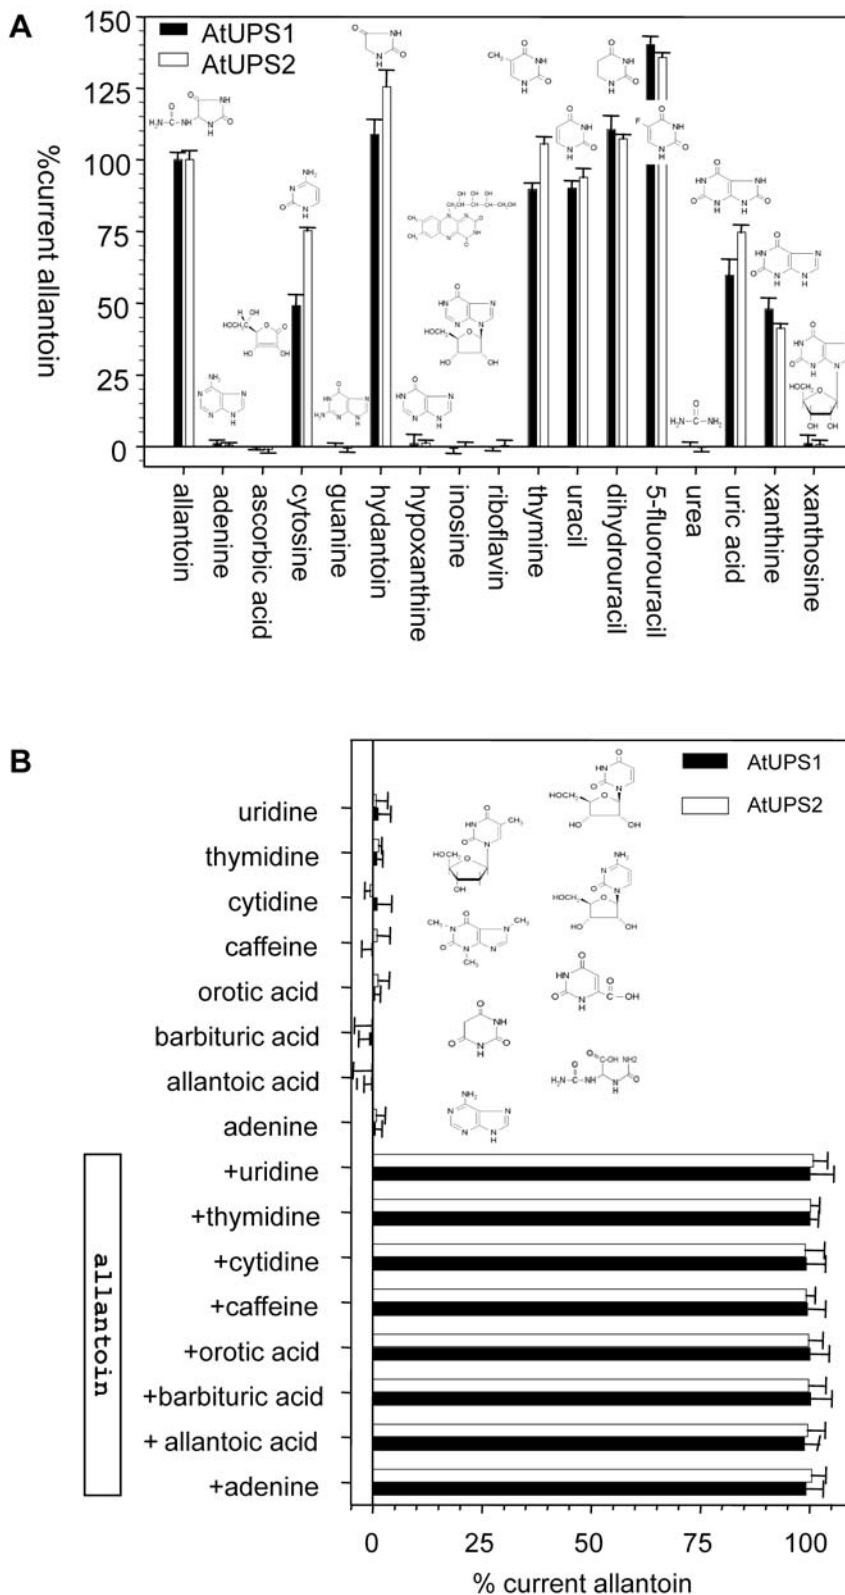 A
AtUPS1
AtUPS2
%current allantoin
150
125
100
75
50
25
0
allantoin
adenine
ascorbic acid
cytosine
guanine
hydantoin
hypoxanthine
inosine
riboflavin
thymine
uracil
dihydrouracil
5-fluorouracil
urea
uric acid
xanthine
xanthosine
B
AtUPS1
AtUPS2
uridine
thymidine
cytidine
caffeine
orotic acid
barbituric acid
allantoic acid
adenine
allantoin
+uridine
+thymidine
+cytidine
+caffeine
+orotic acid
+barbituric acid
+ allantoic acid
+adenine
0 25 50 75 100
% current allantoin